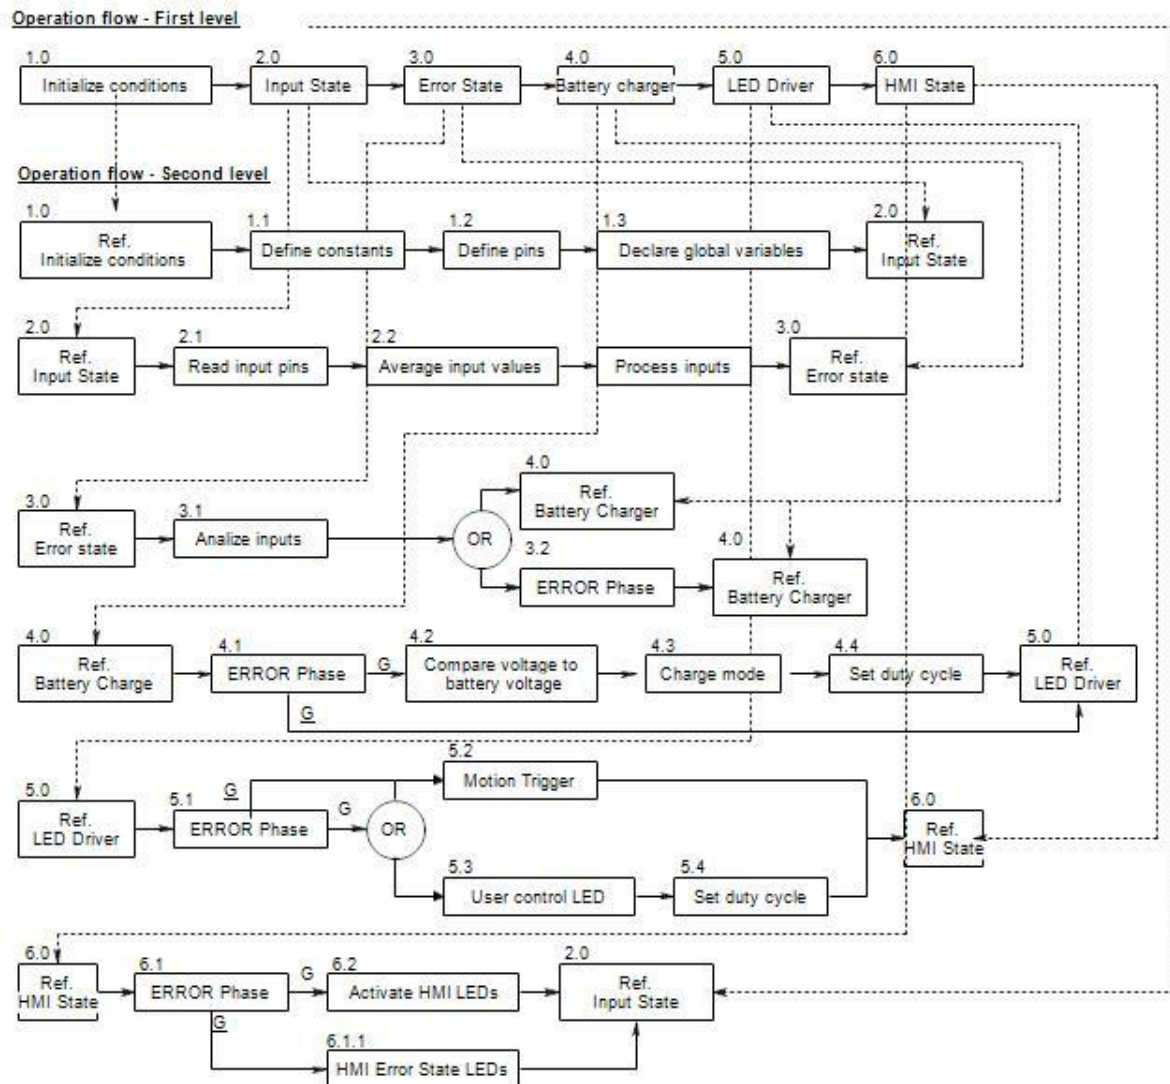 Operation flow - First level
1.0
2.0
3.0
4.0
5.0
6.0
Initialize conditions
Input State
Error State
Battery charger
LED Driver
HMI State
Operation flow - Second level
1.0
1.1
1.2
1.3
2.0
Ref.
Initialize conditions
Define constants
Define pins
Declare global variables
Ref.
Input State
2.0
2.1
2.2
3.0
Ref.
Input State
Read input pins
Average input values
Process inputs
Ref.
Error state
3.0
3.1
Ref.
Error state
Analize inputs
OR
4.0
Ref.
Battery Charger
3.2
ERROR Phase
4.0
Ref.
Battery Charger
4.0
4.1
4.2
4.3
4.4
5.0
Ref.
Battery Charge
ERROR Phase
G
G
Compare voltage to
battery voltage
Charge mode
Set duty cycle
Ref.
LED Driver
5.0
5.1
Ref.
LED Driver
ERROR Phase
G
G
OR
5.2
Motion Trigger
5.3
User control LED
5.4
Set duty cycle
6.0
Ref.
HMI State
6.0
6.1
6.2
2.0
Ref.
HMI State
ERROR Phase
G
G
Activate HMI LEDs
Ref.
Input State
6.1.1
HMI Error State LEDs